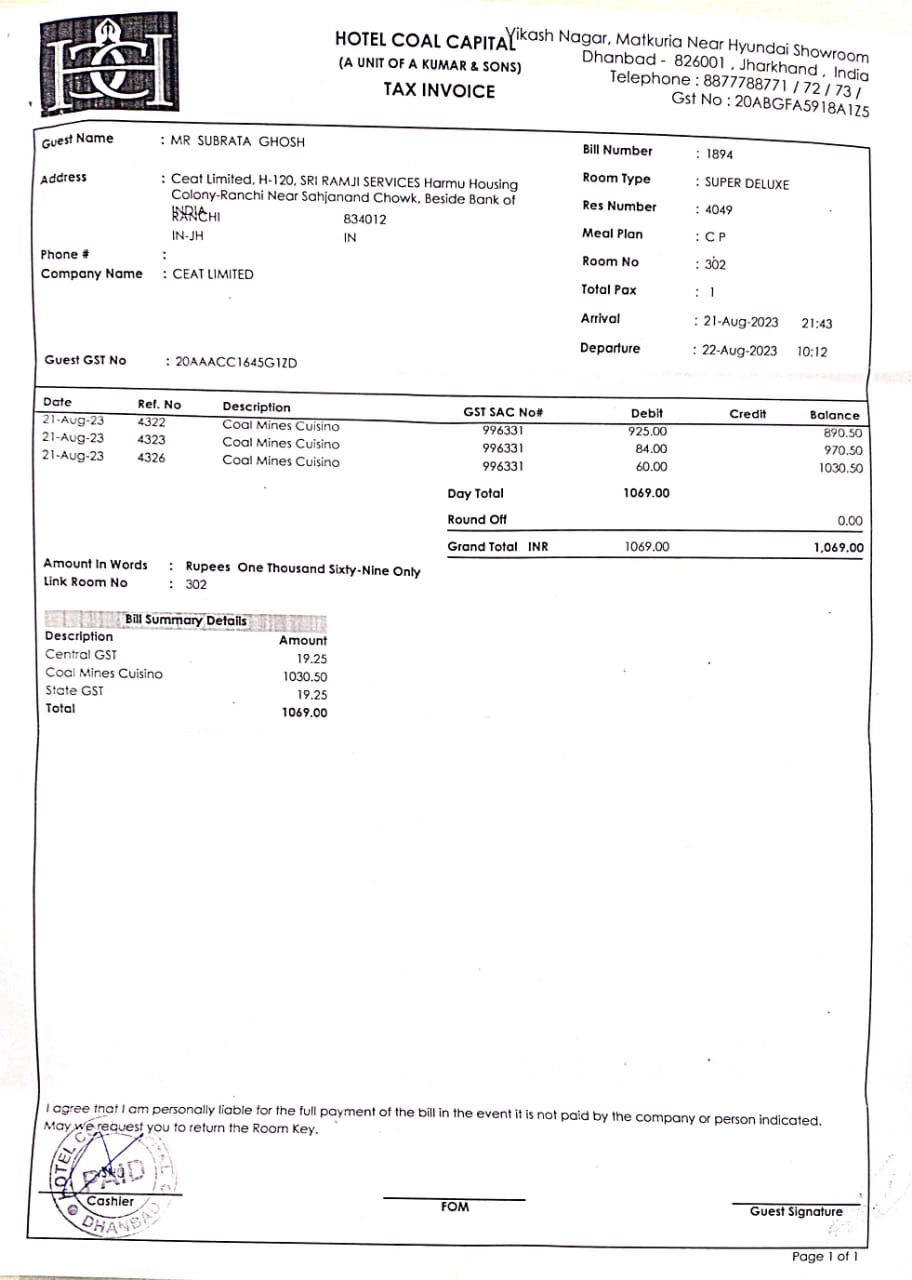 HOTEL COAL CAPITAL
(A UNIT OF A KUMAR & SONS)
TAX INVOICE
Vikash Nagar, Matkuria Near Hyundai Showroom
Dhanbad - 826001 , Jharkhand , India
Telephone : 8877788771 / 72 / 73 /
Gst No : 20ABGFA5918A1Z5
Guest Name : MR SUBRATA GHOSH
Address : Ceat Limited, H-120, SRI RAMJI SERVICES Harmu Housing
Colony-Ranchi Near Sahjanand Chowk, Beside Bank of
INDIA
RANCHI 834012
IN-JH IN
Phone # :
Company Name : CEAT LIMITED
Guest GST No : 20AAACC1645G1ZD
Bill Number : 1894
Room Type : SUPER DELUXE
Res Number : 4049
Meal Plan : C P
Room No : 302
Total Pax : 1
Arrival : 21-Aug-2023 21:43
Departure : 22-Aug-2023 10:12
Date Ref. No Description GST SAC No# Debit Credit Balance
21-Aug-23 4322 Coal Mines Cuisino 996331 925.00 890.50
21-Aug-23 4323 Coal Mines Cuisino 996331 84.00 970.50
21-Aug-23 4326 Coal Mines Cuisino 996331 60.00 1030.50
Day Total 1069.00
Round Off 0.00
Grand Total INR 1069.00 1,069.00
Amount In Words : Rupees One Thousand Sixty-Nine Only
Link Room No : 302
Bill Summary Details
Description Amount
Central GST 19.25
Coal Mines Cuisino 1030.50
State GST 19.25
Total 1069.00
I agree that I am personally liable for the full payment of the bill in the event it is not paid by the company or person indicated.
May we request you to return the Room Key.
HOTEL
PAID
DHANBAD
Cashier
FOM
Guest Signature
Page 1 of 1